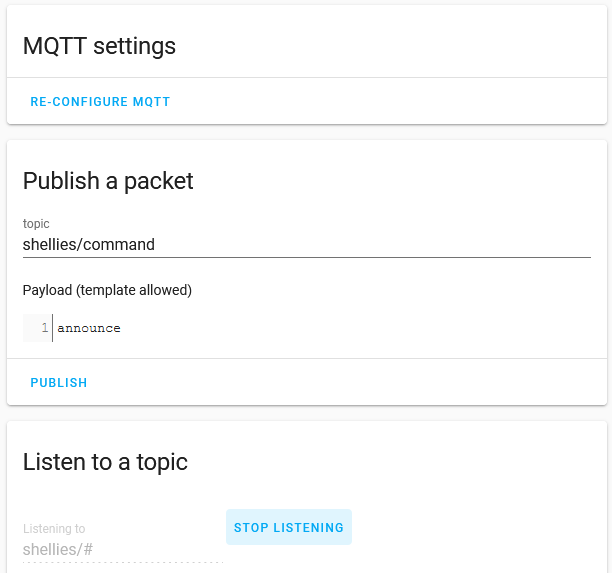 MQTT settings
RE-CONFIGURE MQTT
Publish a packet
topic
shellies/command
Payload (template allowed)
1 announce
PUBLISH
Listen to a topic
Listening to
shellies/#
STOP LISTENING